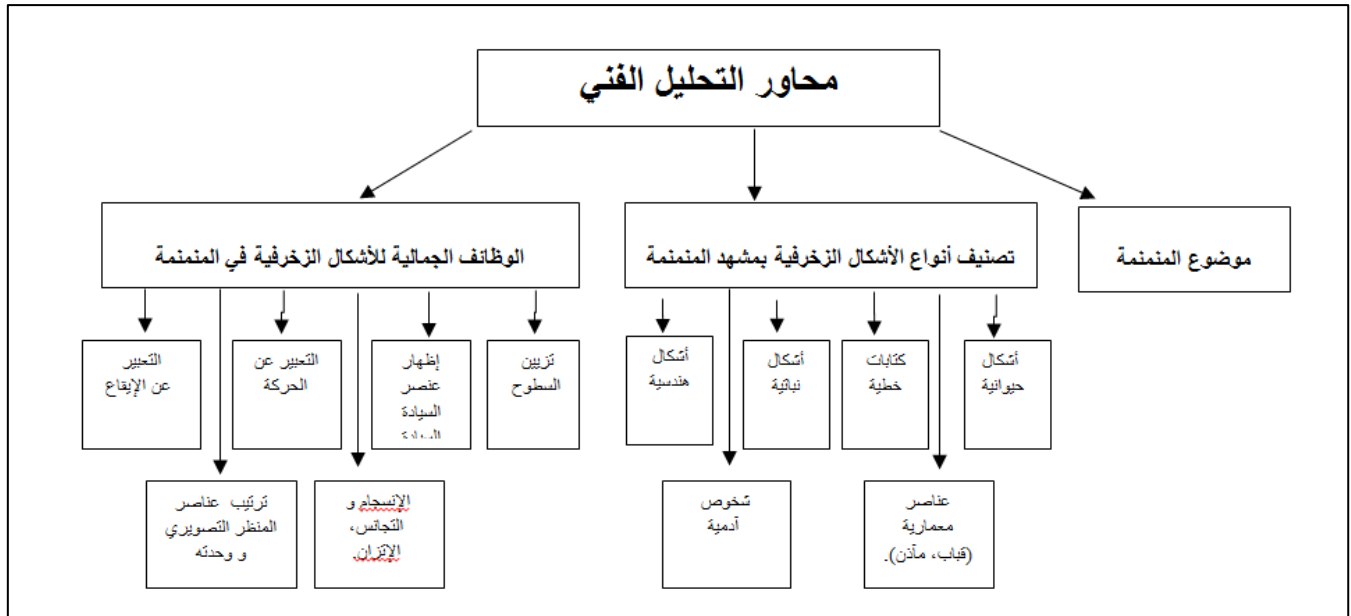 محاور التحليل الفني
موضوع المنمنمة
تصنيف أنواع الأشكال الزخرفية بمشهد المنمنمة
الوظائف الجمالية للأشكال الزخرفية في المنمنمة
أشكال
حيوانية
كتابات
خطية
أشكال
نباتية
أشكال
هندسية
تزيين
السطوح
إظهار
عنصر
السيادة
السيادة
التعبير عن
الحركة
التعبير
عن الإيقاع
عناصر
معمارية
(قباب، مآذن).
شخوص
آدمية
الإنسجام و
التجانس،
الإتزان.
ترتيب عناصر
المنظر التصويري
و وحدته